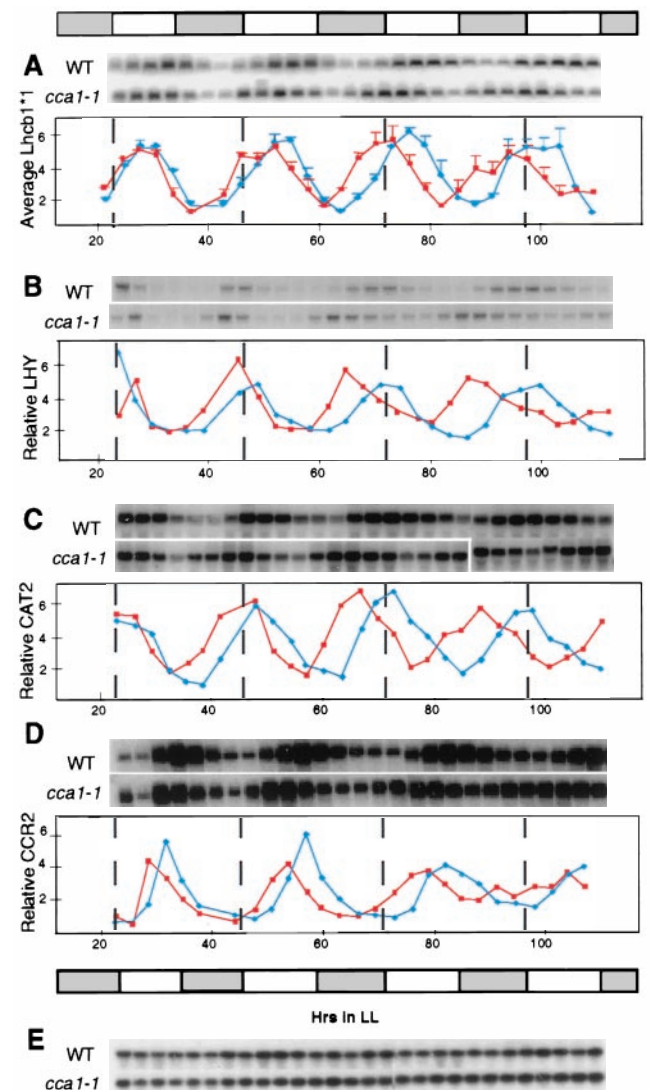 A
WT
cca1-1
Average Lhcb1*1
6
4
2
20 40 60 80 100
B
WT
cca1-1
Relative LHY
6
4
2
20 40 60 80 100
C
WT
cca1-1
Relative CAT2
6
4
2
20 40 60 80 100
D
WT
cca1-1
Relative CCR2
6
4
2
20 40 60 80 100
Hrs in LL
E
WT
cca1-1